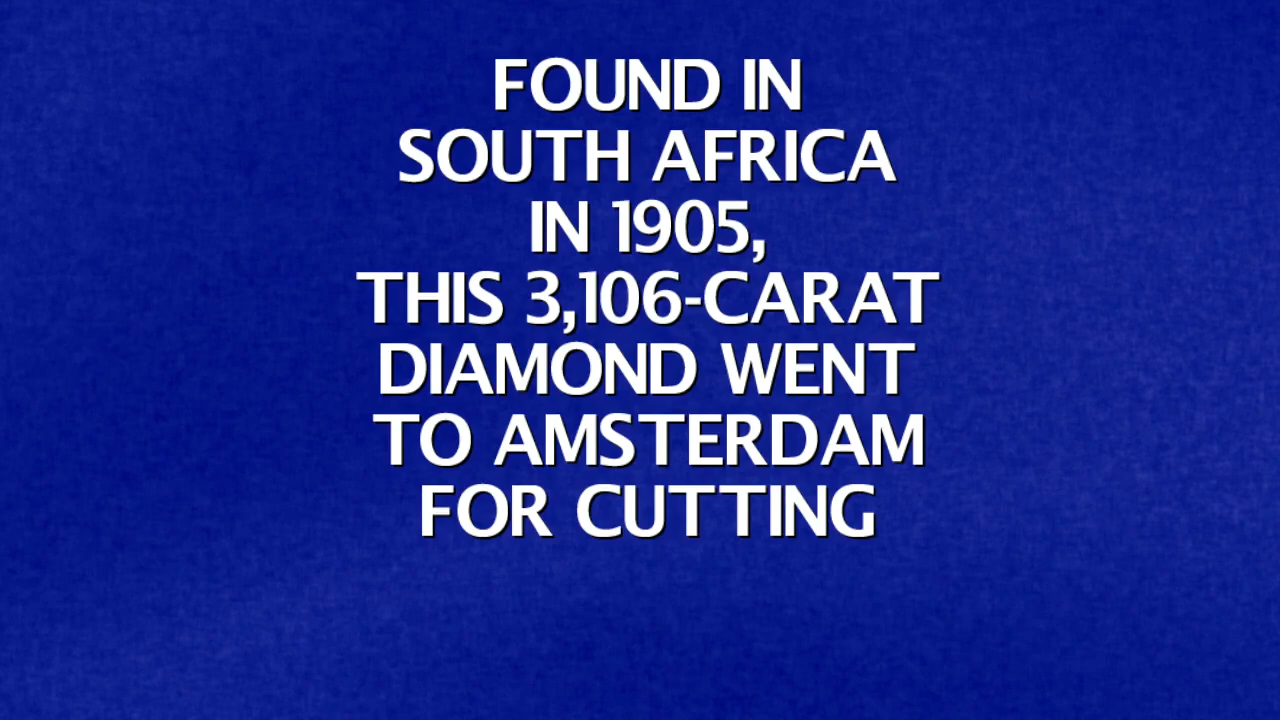 FOUND IN
SOUTH AFRICA
IN 1905,
THIS 3,106-CARAT
DIAMOND WENT
TO AMSTERDAM
FOR CUTTING